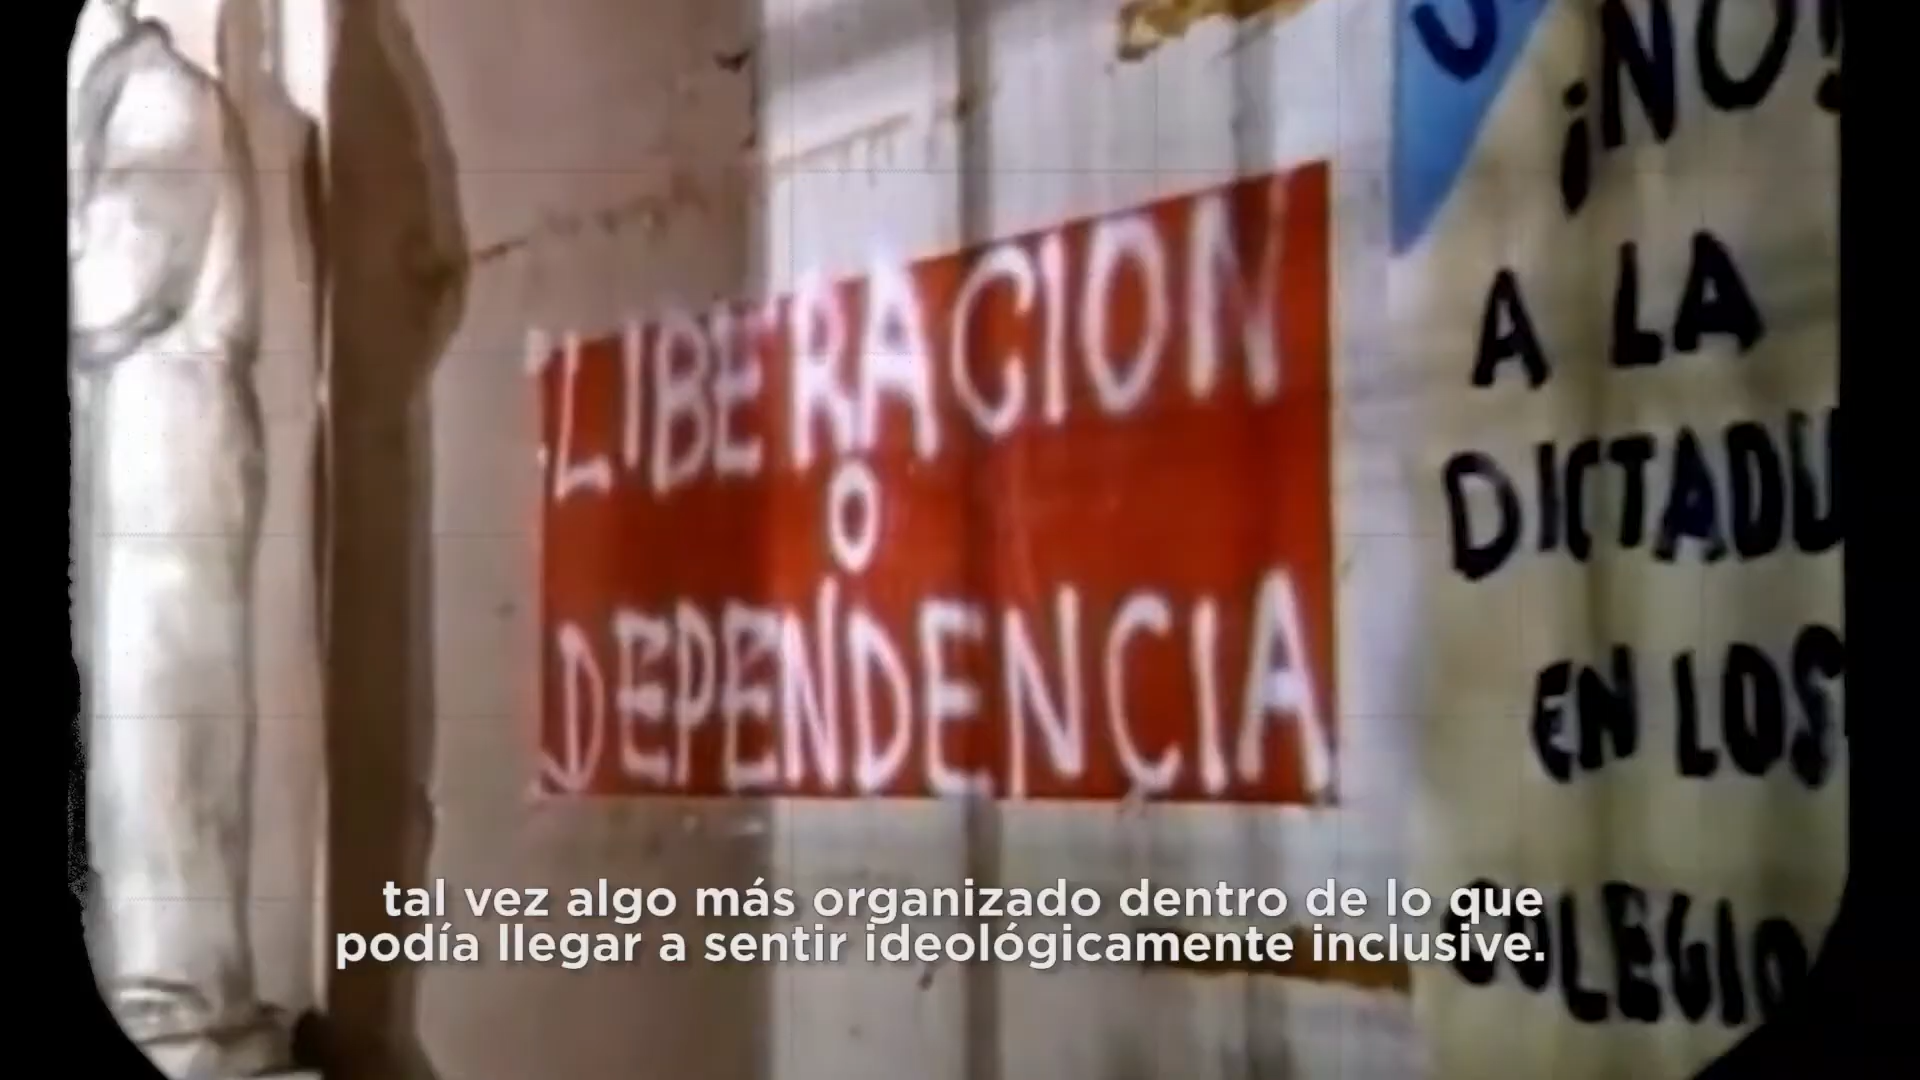 LIBERACION
O
DEPENDENCIA
¡NO!
A LA
DICTADU
EN LOS
COLEGIO
tal vez algo más organizado dentro de lo que
podía llegar a sentir ideológicamente inclusive.